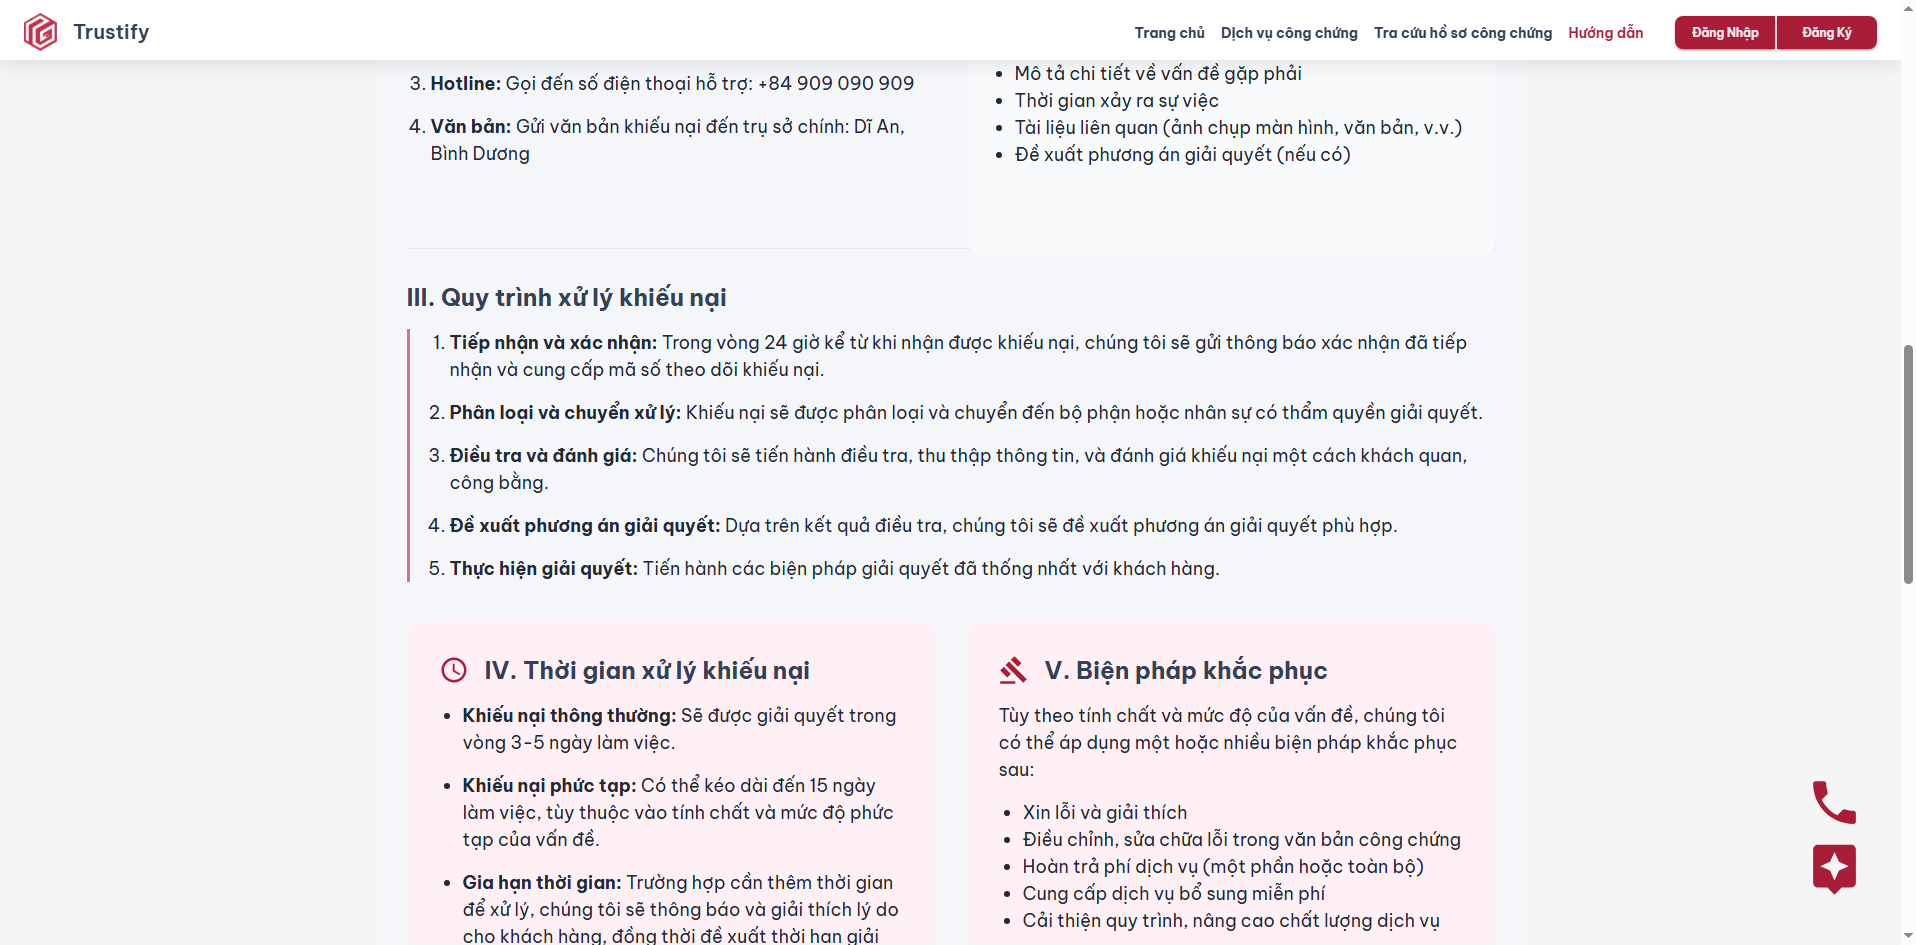 Trustify
Trang chủ Dịch vụ công chứng Tra cứu hồ sơ công chứng Hướng dẫn Đăng Nhập Đăng Ký
3. Hotline: Gọi đến số điện thoại hỗ trợ: +84 909 090 909
4. Văn bản: Gửi văn bản khiếu nại đến trụ sở chính: Dĩ An,
Bình Dương
• Mô tả chi tiết về vấn đề gặp phải
• Thời gian xảy ra sự việc
• Tài liệu liên quan (ảnh chụp màn hình, văn bản, v.v.)
• Đề xuất phương án giải quyết (nếu có)
III. Quy trình xử lý khiếu nại
1. Tiếp nhận và xác nhận: Trong vòng 24 giờ kể từ khi nhận được khiếu nại, chúng tôi sẽ gửi thông báo xác nhận đã tiếp
nhận và cung cấp mã số theo dõi khiếu nại.
2. Phân loại và chuyển xử lý: Khiếu nại sẽ được phân loại và chuyển đến bộ phận hoặc nhân sự có thẩm quyền giải quyết.
3. Điều tra và đánh giá: Chúng tôi sẽ tiến hành điều tra, thu thập thông tin, và đánh giá khiếu nại một cách khách quan,
công bằng.
4. Đề xuất phương án giải quyết: Dựa trên kết quả điều tra, chúng tôi sẽ đề xuất phương án giải quyết phù hợp.
5. Thực hiện giải quyết: Tiến hành các biện pháp giải quyết đã thống nhất với khách hàng.
IV. Thời gian xử lý khiếu nại
• Khiếu nại thông thường: Sẽ được giải quyết trong
vòng 3-5 ngày làm việc.
• Khiếu nại phức tạp: Có thể kéo dài đến 15 ngày
làm việc, tùy thuộc vào tính chất và mức độ phức
tạp của vấn đề.
• Gia hạn thời gian: Trường hợp cần thêm thời gian
để xử lý, chúng tôi sẽ thông báo và giải thích lý do
cho khách hàng, đồng thời đề xuất thời hạn giải
V. Biện pháp khắc phục
Tùy theo tính chất và mức độ của vấn đề, chúng tôi
có thể áp dụng một hoặc nhiều biện pháp khắc phục
sau:
• Xin lỗi và giải thích
• Điều chỉnh, sửa chữa lỗi trong văn bản công chứng
• Hoàn trả phí dịch vụ (một phần hoặc toàn bộ)
• Cung cấp dịch vụ bổ sung miễn phí
• Cải thiện quy trình, nâng cao chất lượng dịch vụ